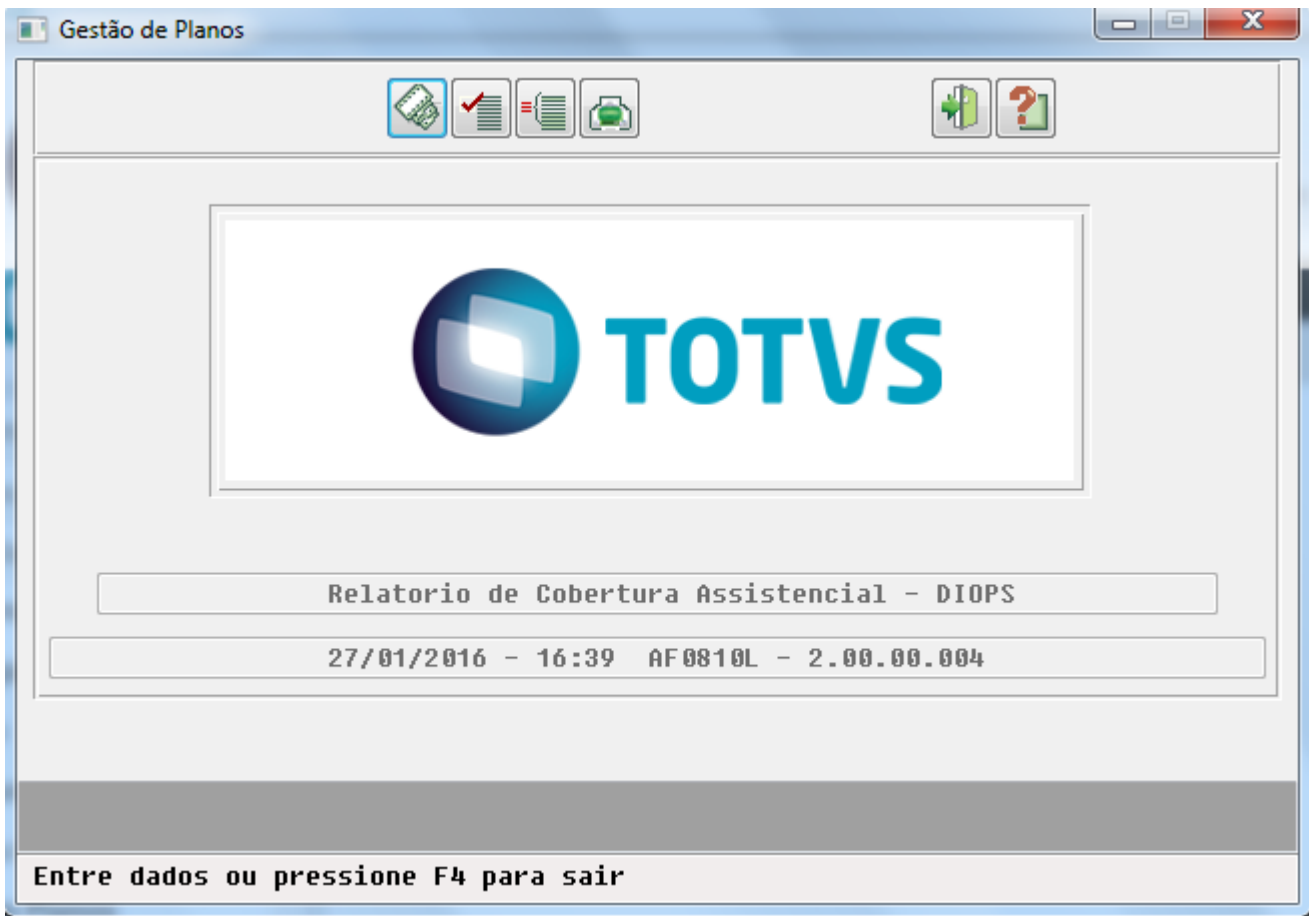 Gestão de Planos
TOTVS
Relatorio de Cobertura Assistencial - DIOPS
27/01/2016 - 16:39 AF0810L - 2.00.00.004
Entre dados ou pressione F4 para sair